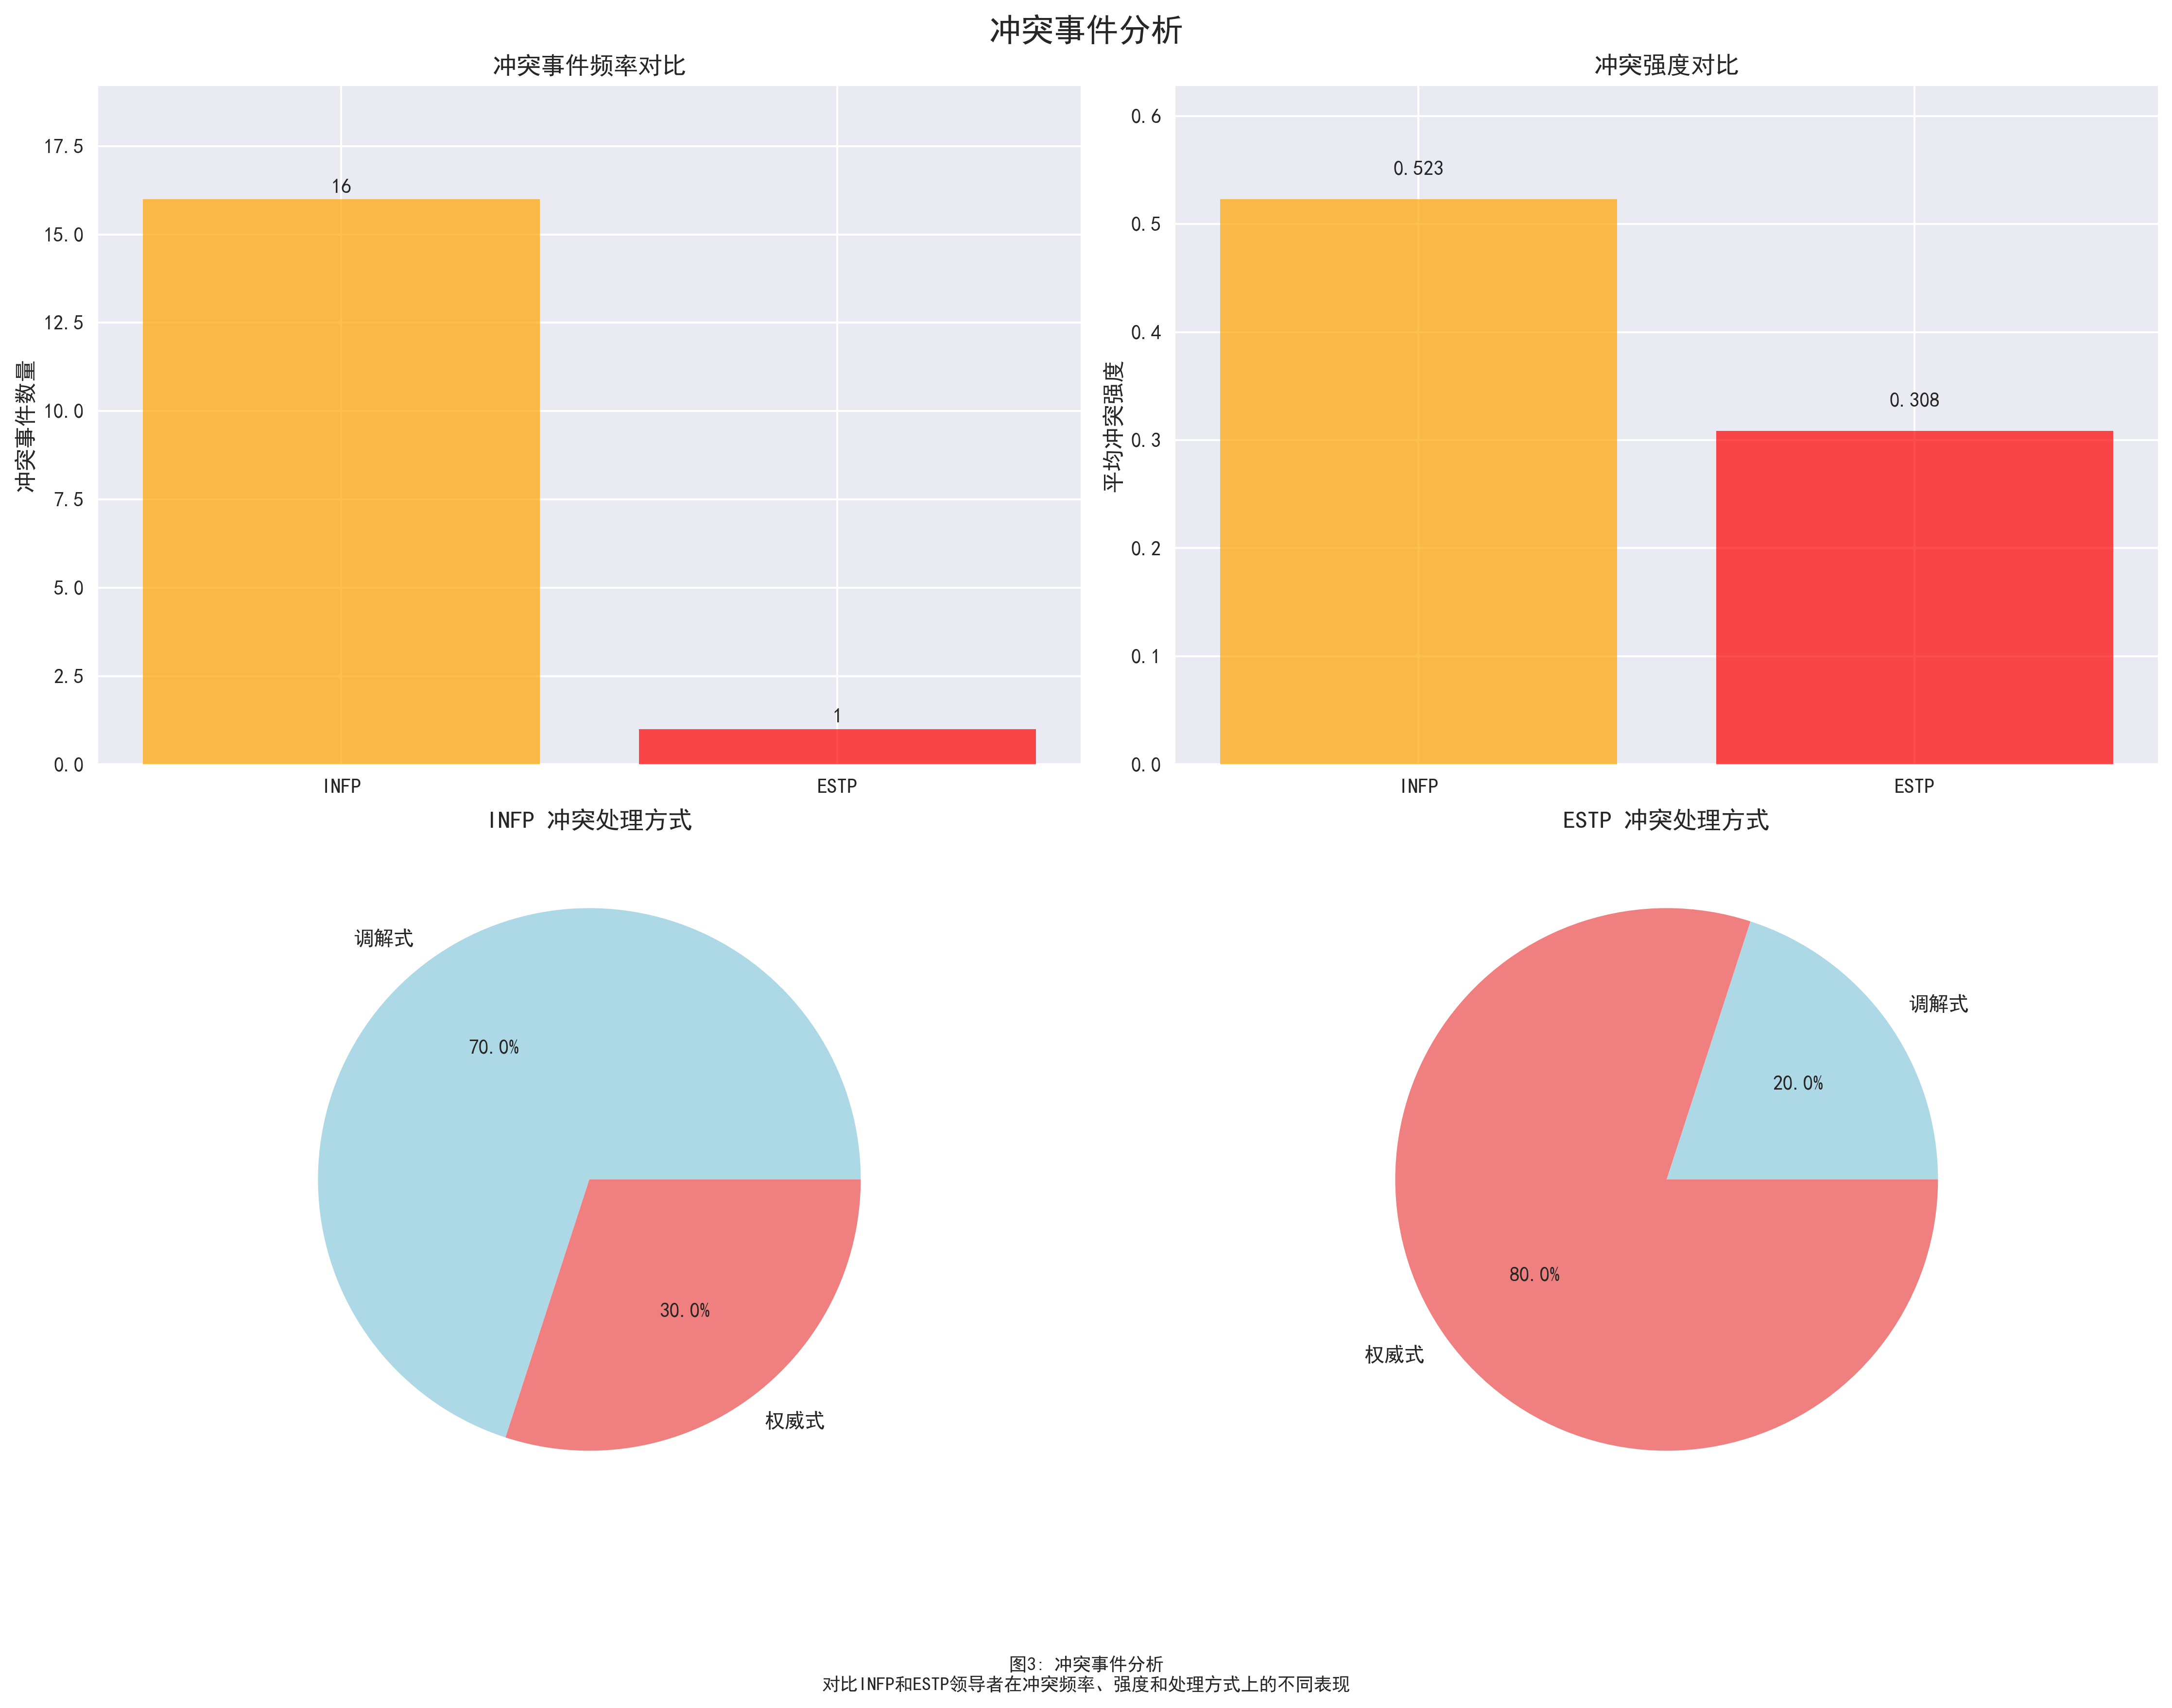 冲突事件分析
冲突事件频率对比
冲突事件数量
17.5
15.0
12.5
10.0
7.5
5.0
2.5
0.0
16
1
INFP
ESTP
冲突强度对比
平均冲突强度
0.6
0.5
0.4
0.3
0.2
0.1
0.0
0.523
0.308
INFP
ESTP
INFP 冲突处理方式
调解式
70.0%
30.0%
权威式
ESTP 冲突处理方式
调解式
20.0%
80.0%
权威式
图3: 冲突事件分析
对比INFP和ESTP领导者在冲突频率、强度和处理方式上的不同表现